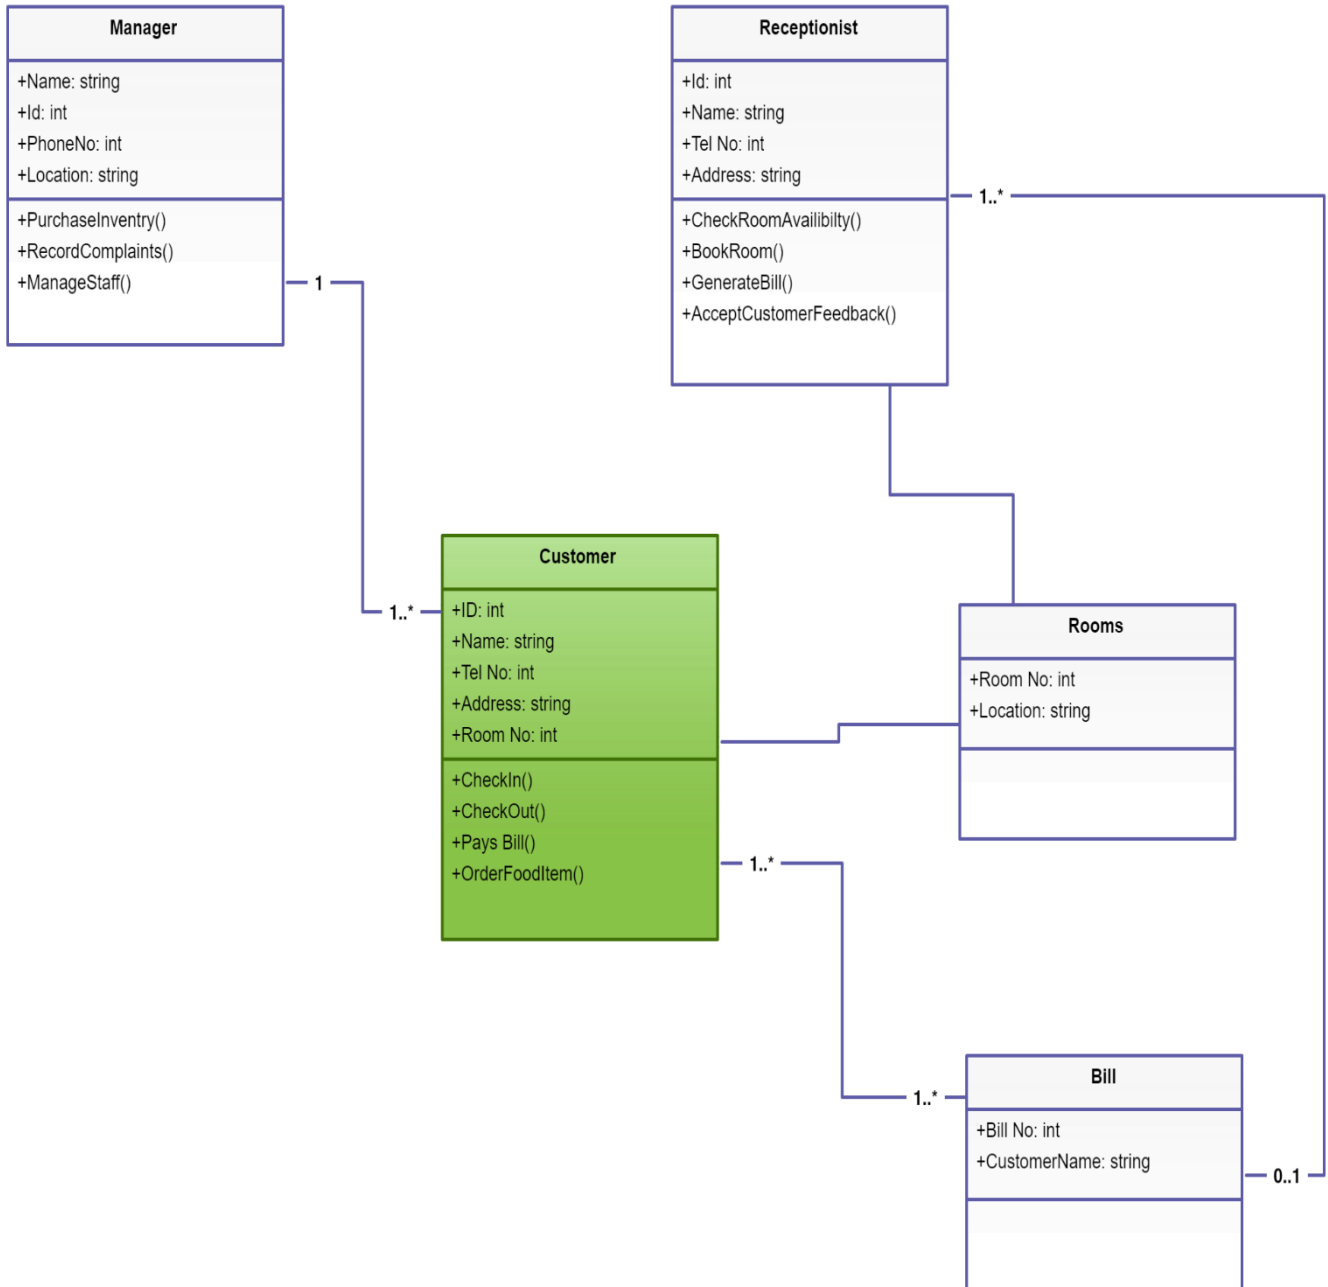 Manager
+Name: string
+Id: int
+PhoneNo: int
+Location: string
+PurchaseInventry()
+RecordComplaints()
+ManageStaff()
1
1..*
Receptionist
+Id: int
+Name: string
+Tel No: int
+Address: string
+CheckRoomAvailibilty()
+BookRoom()
+GenerateBill()
+AcceptCustomerFeedback()
1..*
Customer
+ID: int
+Name: string
+Tel No: int
+Address: string
+Room No: int
+CheckIn()
+CheckOut()
+Pays Bill()
+OrderFoodItem()
1..*
Rooms
+Room No: int
+Location: string
1..*
Bill
+Bill No: int
+CustomerName: string
0..1